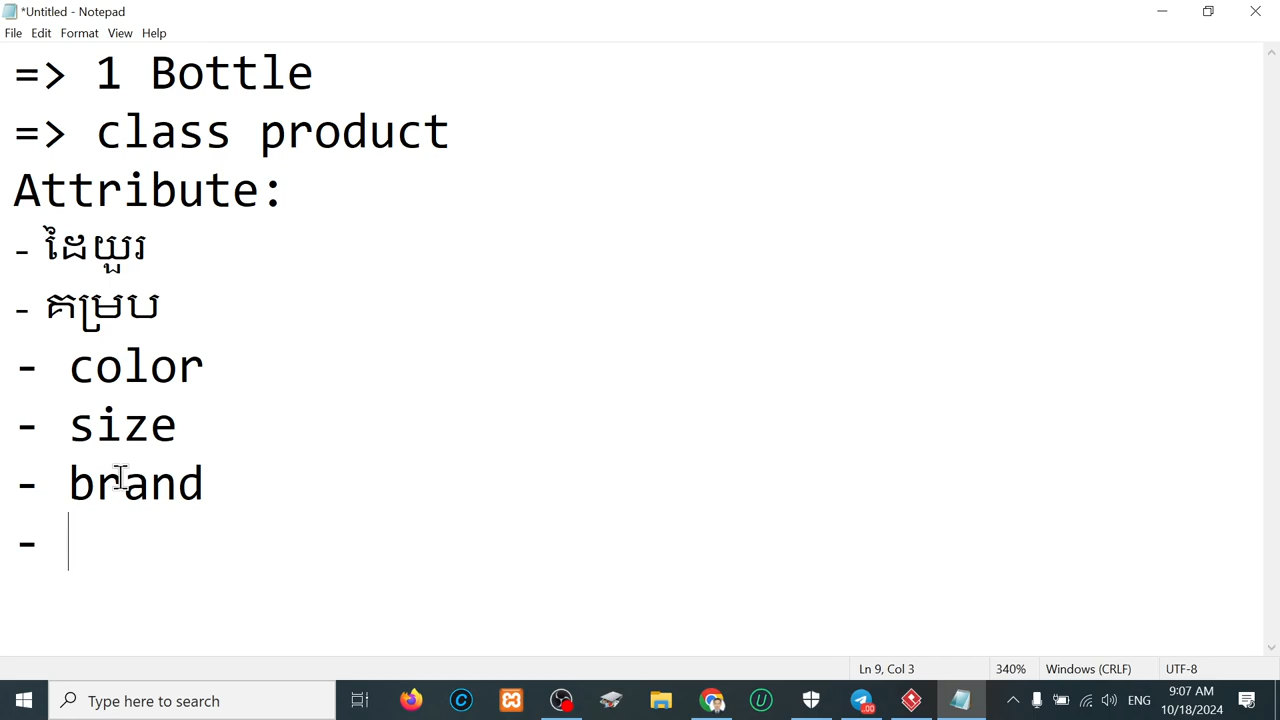 *Untitled - Notepad
File Edit Format View Help
=> 1 Bottle
=> class product
Attribute:
- ដៃយួរ
- គម្រប
- color
- size
- brand
-
Ln 9, Col 3 340% Windows (CRLF) UTF-8
Type here to search
.00
ENG
9:07 AM
10/18/2024